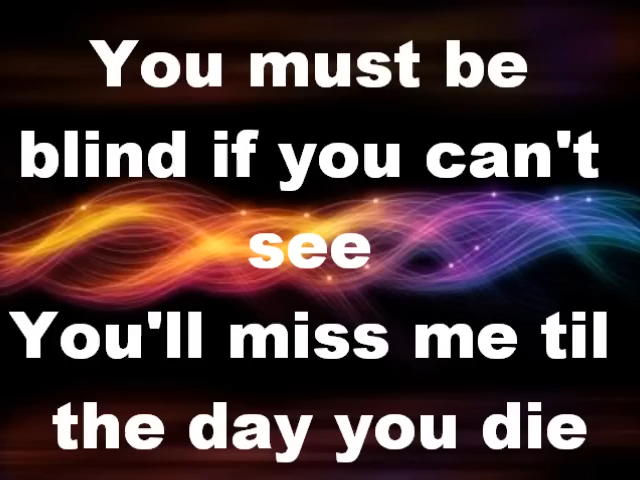 You must be
blind if you can't
see
You'll miss me til
the day you die